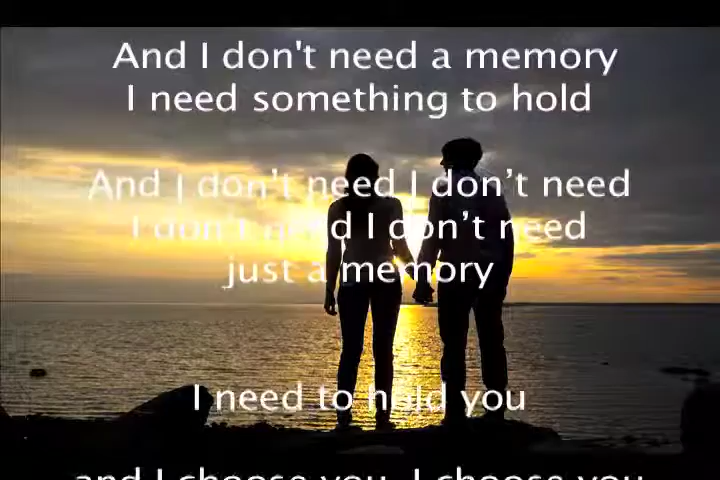 And I don't need a memory
I need something to hold
And I don’t need I don’t need
I don’t need I don’t need
just a memory
I need to hold you
and I choose you, I choose you